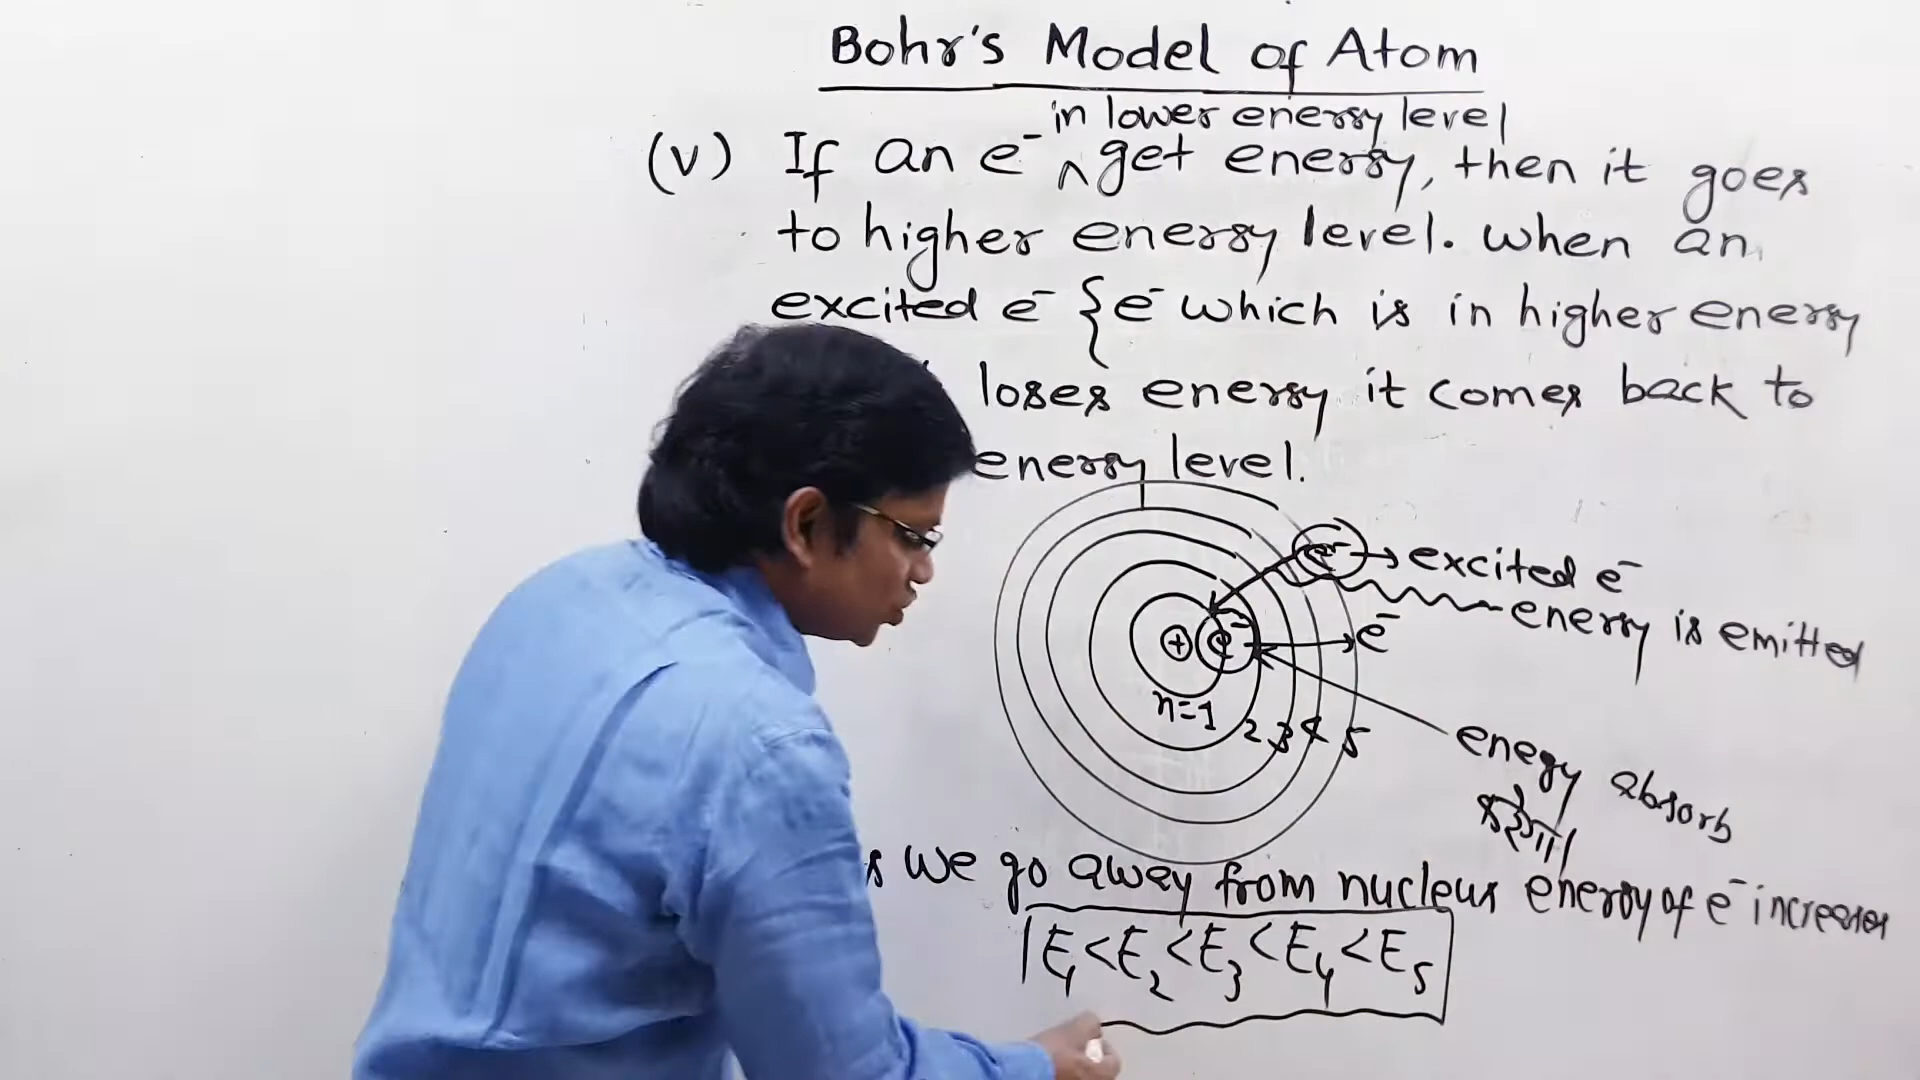 Bohr's Model of Atom
in lower energy level
(v) If an e⁻ ^ get energy, then it goes
to higher energy level. When an
excited e⁻ {e⁻ which is in higher energy
loses energy it comes back to
energy level.
e⁻ → excited e⁻
energy is emitted
e⁻
+ e⁻
e⁻
n=1 2 3 4 5
enegy absorb
करेगा
s we go away from nucleus energy of e⁻ increases
E₁<E₂<E₃<E₄<E₅